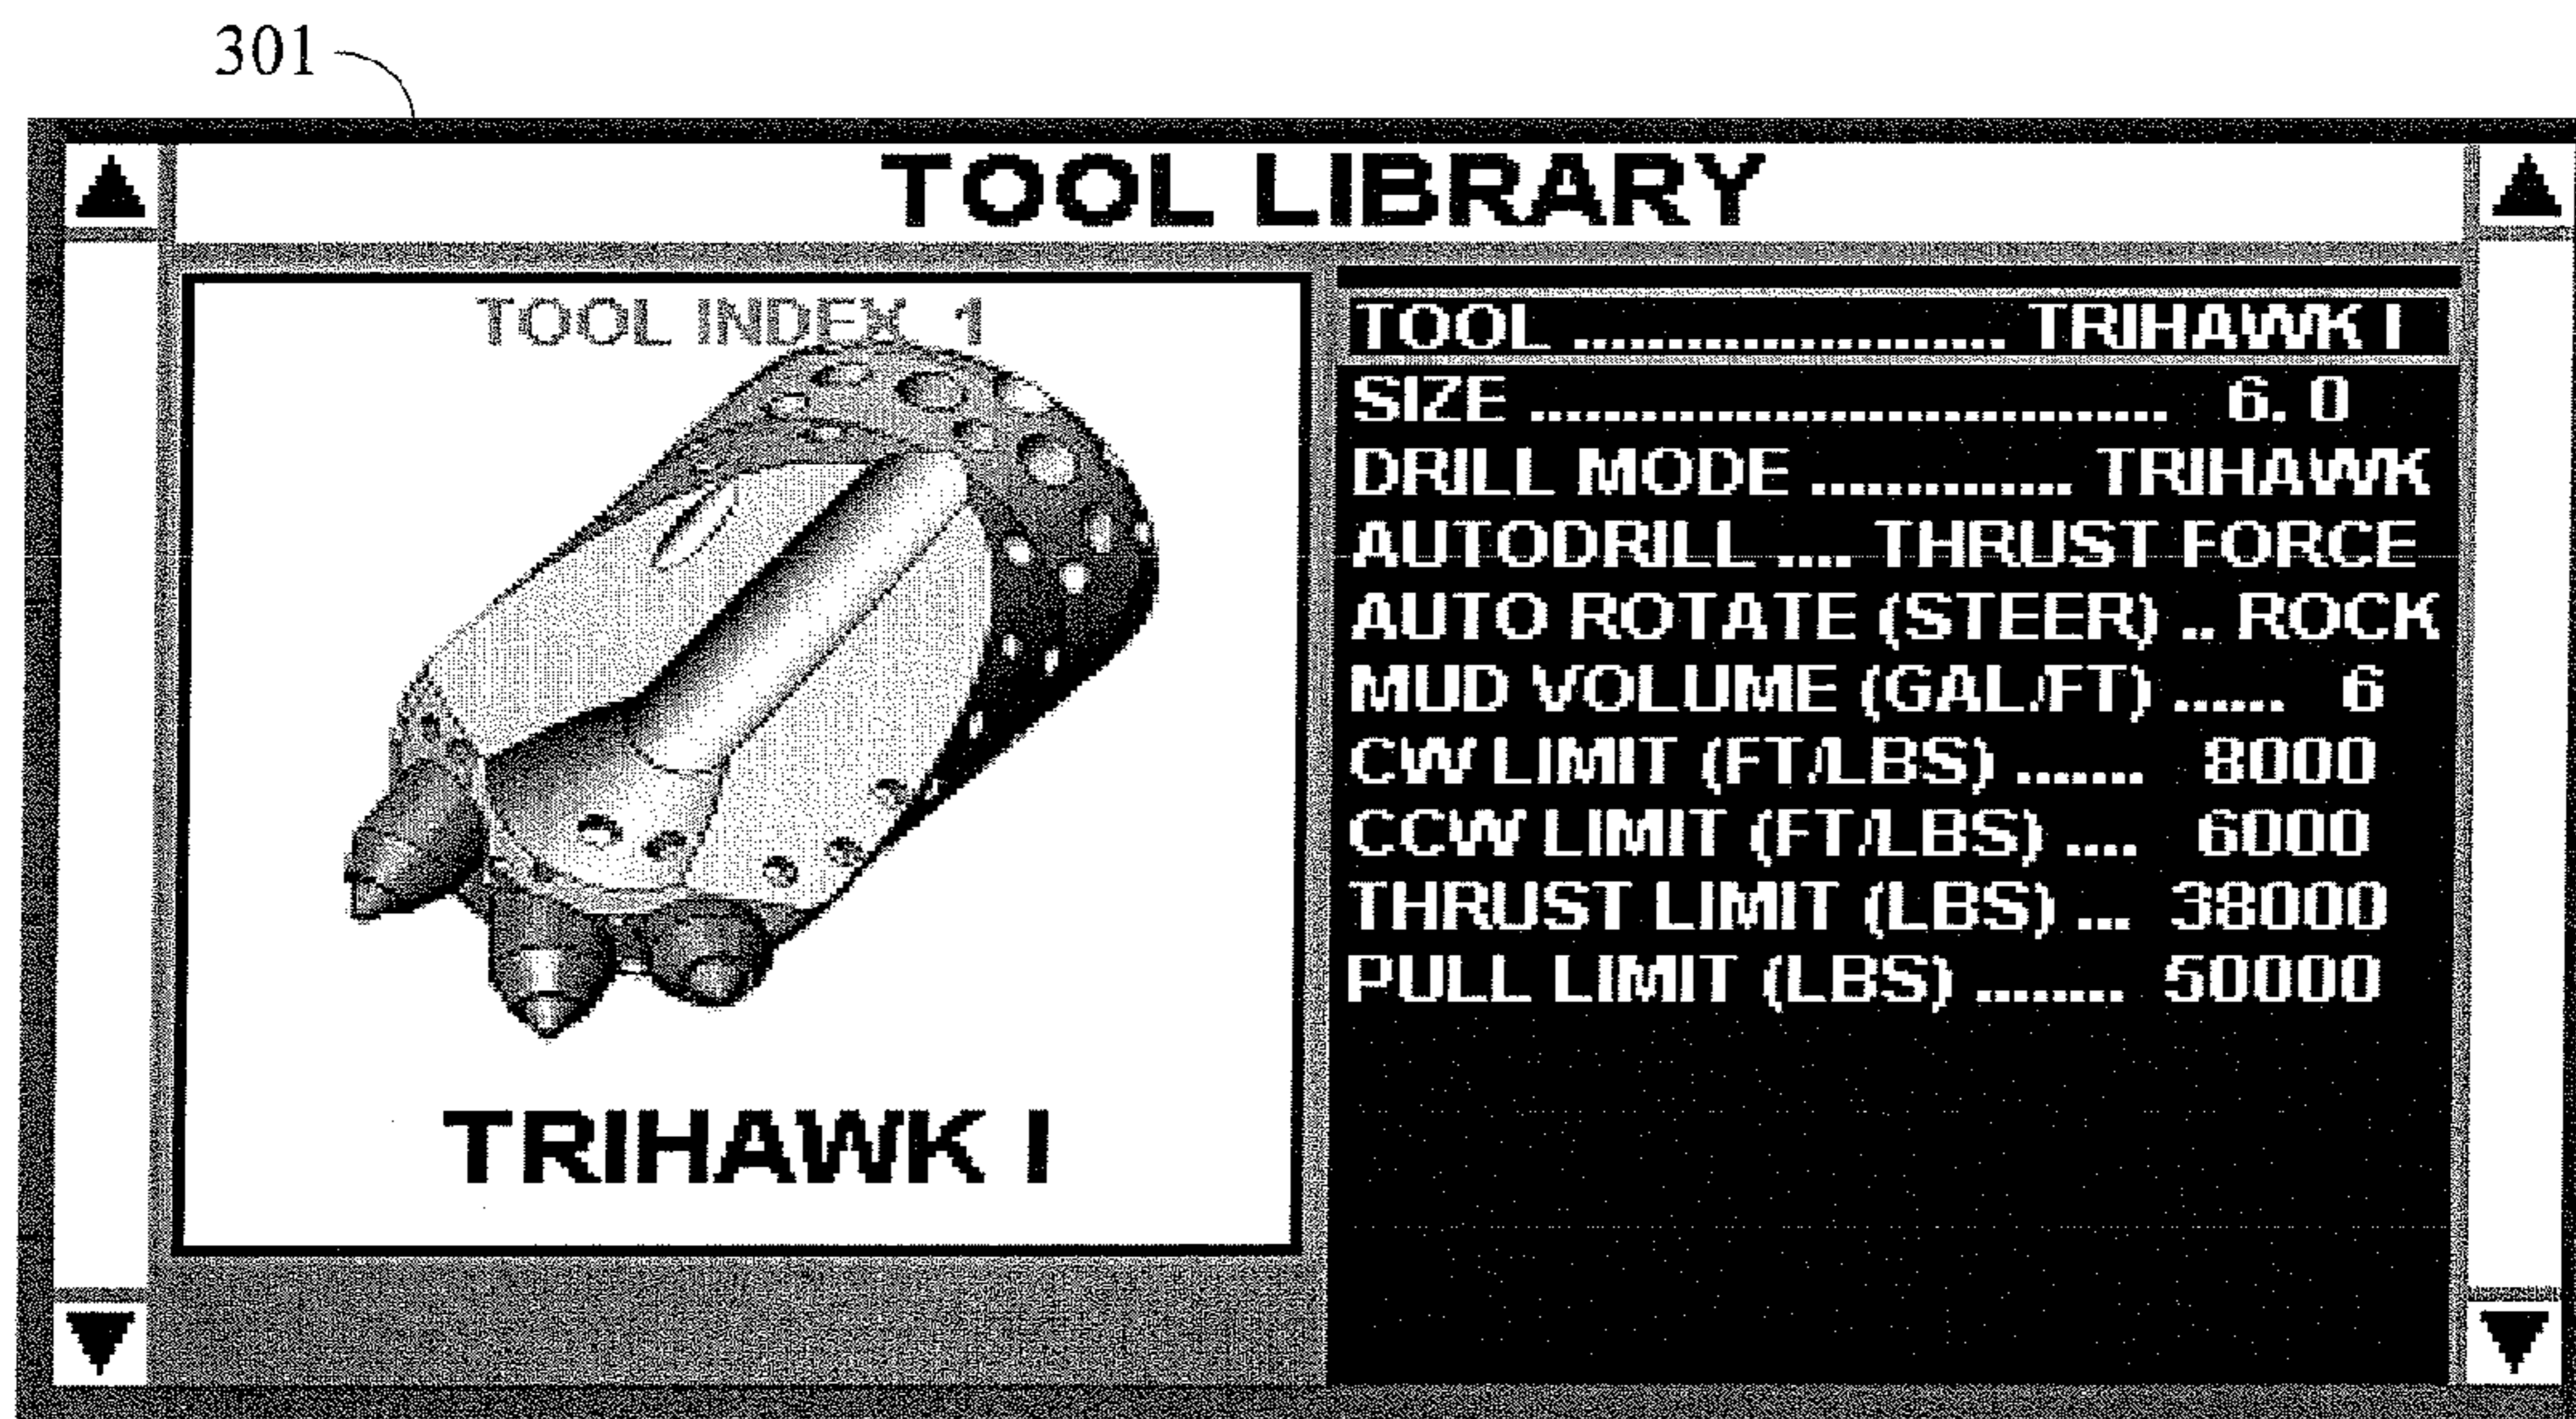 301
TOOL LIBRARY
TOOL INDEX 1
TRIHAWK I
TOOL ....................... TRIHAWK I
SIZE .................................. 6.0
DRILL MODE .............. TRIHAWK
AUTODRILL .... THRUST FORCE
AUTO ROTATE (STEER) .. ROCK
MUD VOLUME (GAL/FT) ...... 6
CW LIMIT (FT/LBS) ....... 8000
CCW LIMIT (FT/LBS) .... 6000
THRUST LIMIT (LBS) ... 38000
PULL LIMIT (LBS) ........ 50000